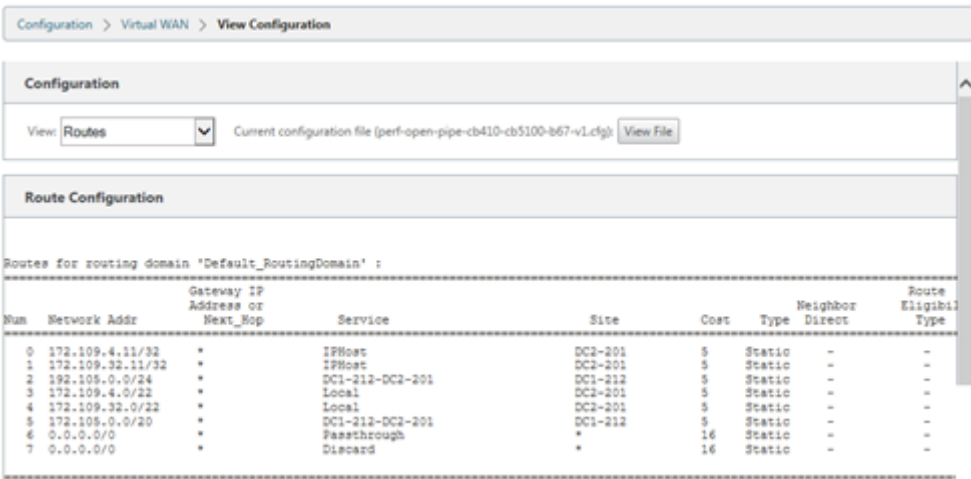 Configuration > Virtual WAN > View Configuration
Configuration
View: Routes Current configuration file (perf-open-pipe-cb410-cb5100-b67-v1.cfg): View File
Route Configuration
Routes for routing domain "Default_RoutingDomain" :
Gateway IP Route
Address or Neighbor Eligibil
Num Network Addr Next_Hop Service Site Cost Type Direct Type
0 172.109.4.11/32 * IPHost DC2-201 5 Static - -
1 172.109.32.11/32 * IPHost DC2-201 5 Static - -
2 192.105.0.0/24 * DC1-212-DC2-201 DC1-212 5 Static - -
3 172.109.4.0/22 * Local DC2-201 5 Static - -
4 172.109.32.0/22 * Local DC2-201 5 Static - -
5 172.105.0.0/20 * DC1-212-DC2-201 DC1-212 5 Static - -
6 0.0.0.0/0 * Passthrough * 16 Static - -
7 0.0.0.0/0 * Discard * 16 Static - -